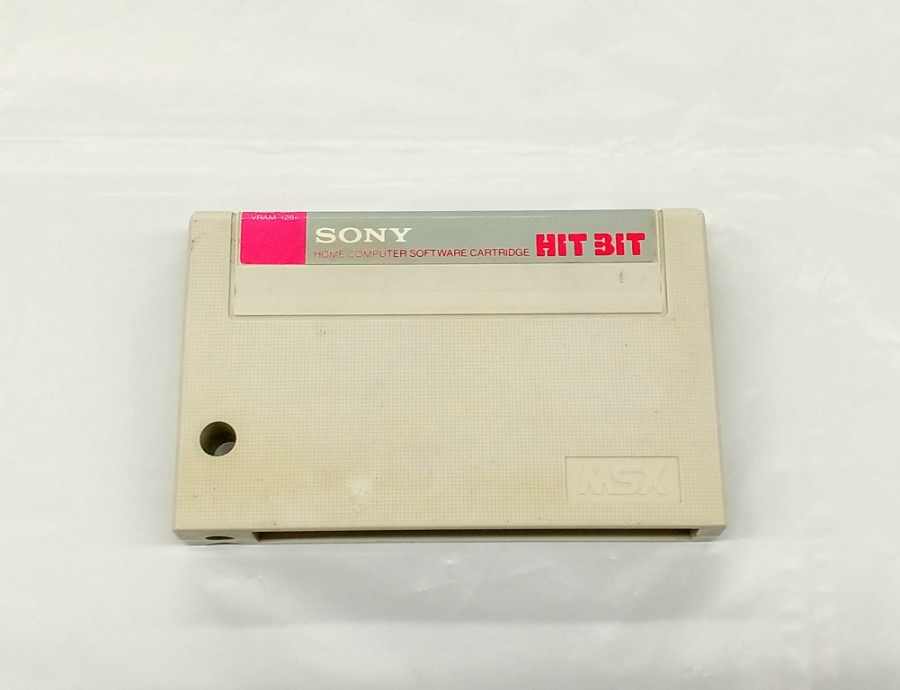 VRAM 128K
SONY
HOME COMPUTER SOFTWARE CARTRIDGE HIT BIT
MSX